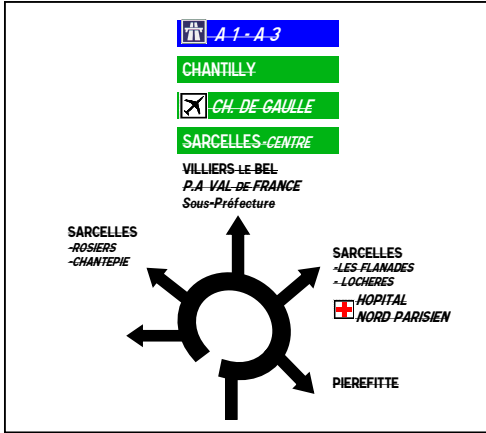 A 1 - A 3
CHANTILLY
CH. DE GAULLE
SARCELLES-CENTRE
VILLIERS LE BEL
P.A VAL DE FRANCE
Sous-Préfecture
SARCELLES
-ROSIERS
-CHANTEPIE
SARCELLES
-LES FLANADES
- LOCHERES
HOPITAL
NORD PARISIEN
PIEREFITTE